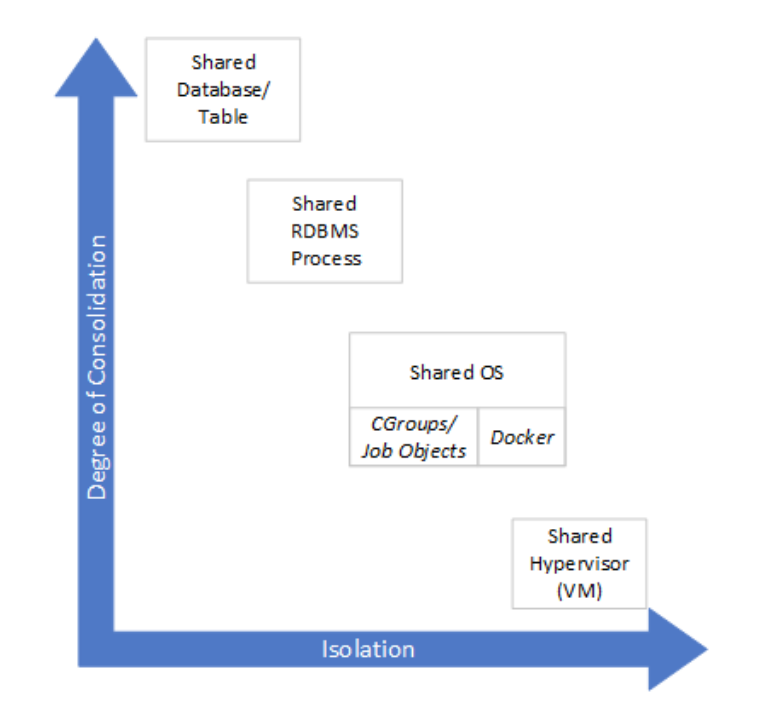 Shared
Database/
Table
Shared
RDBMS
Process
Degree of Consolidation
Shared OS
CGroups/
Job Objects
Docker
Shared
Hypervisor
(VM)
Isolation